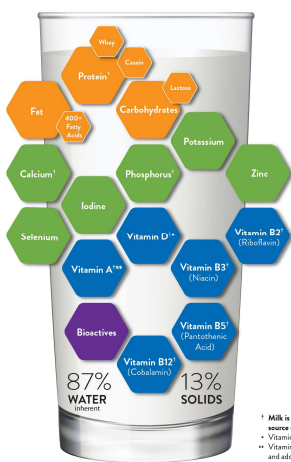 Whey
Protein†
Casein
Lactose
Fat
400+
Fatty
Acids
Carbohydrates
Potassium
Calcium†
Phosphorus†
Zinc
Iodine
Selenium
Vitamin D†*
Vitamin B2†
(Riboflavin)
Vitamin A†**
Vitamin B3†
(Niacin)
Bioactives
Vitamin B5†
(Pantothenic
Acid)
Vitamin B12†
(Cobalamin)
87%
WATER
inherent
13%
SOLIDS
† Milk is
source
* Vitamin
** Vitamin
and add